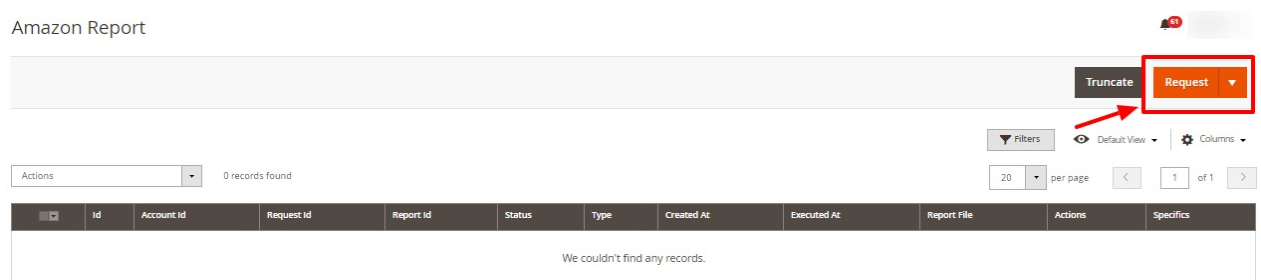 Amazon Report
61
Truncate Request
Filters Default View Columns
Actions 0 records found 20 per page 1 of 1
Id Account Id Request Id Report Id Status Type Created At Executed At Report File Actions Specifics
We couldn't find any records.